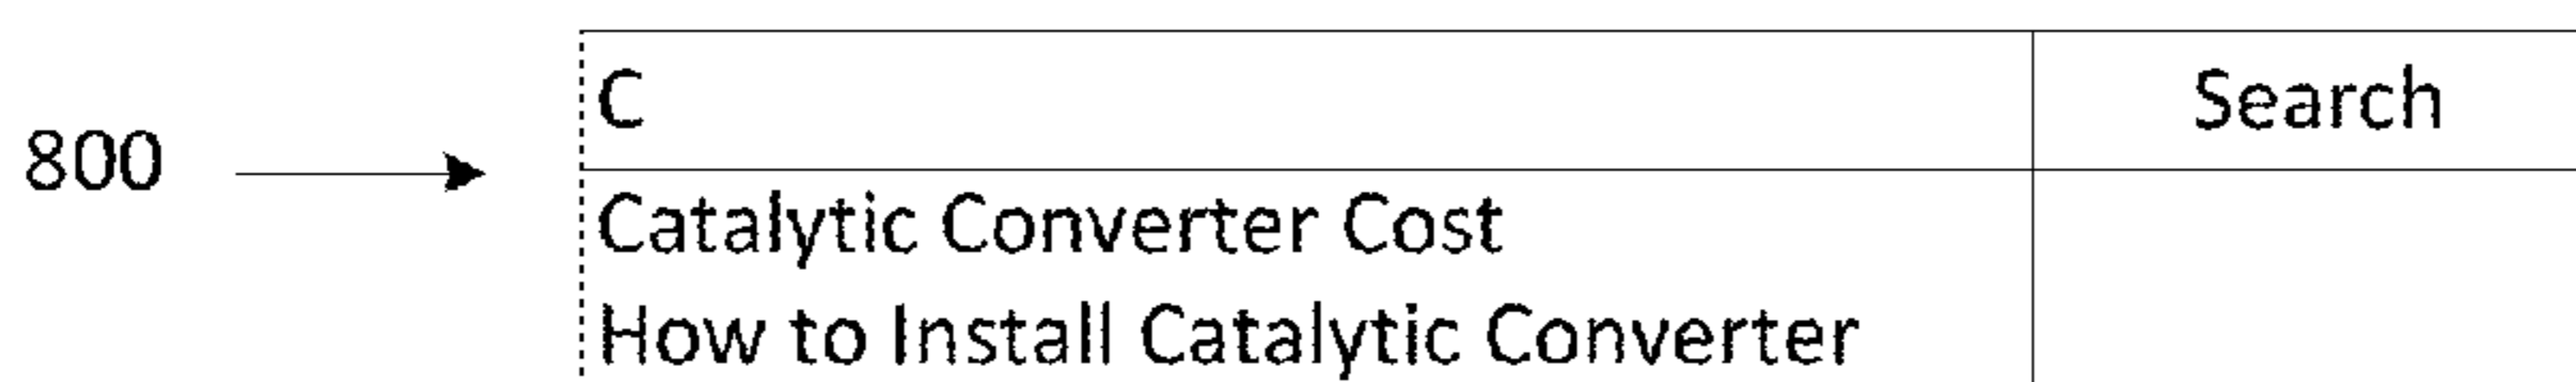 C
Search
800
Catalytic Converter Cost
How to Install Catalytic Converter